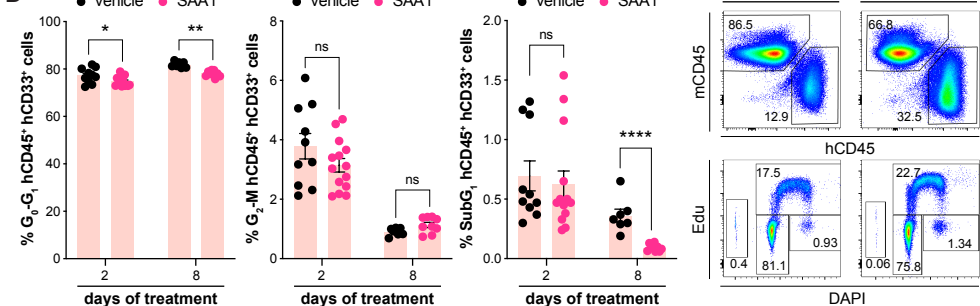 Vehicle SAA1
Vehicle SAA1
Vehicle SAA1
% G0-G1 hCD45+ hCD33+ cells
100
80
60
40
20
0
* **
2 8
days of treatment
% G2-M hCD45+ hCD33+ cells
8
6
4
2
0
ns ns
2 8
days of treatment
% SubG1 hCD45+ hCD33+ cells
2.0
1.5
1.0
0.5
0
ns ****
2 8
days of treatment
mCD45
86.5 66.8
12.9 32.5
hCD45
Edu
17.5 22.7
0.93 1.34
0.4 81.1 0.06 75.8
DAPI